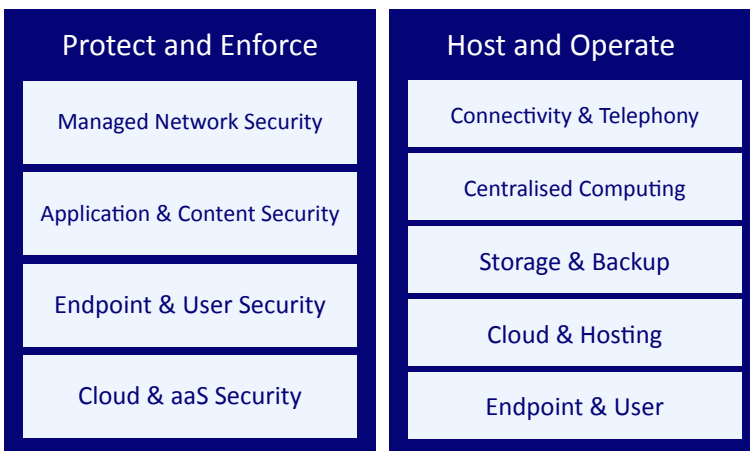 Protect and Enforce
Managed Network Security
Application & Content Security
Endpoint & User Security
Cloud & aaS Security
Host and Operate
Connectivity & Telephony
Centralised Computing
Storage & Backup
Cloud & Hosting
Endpoint & User